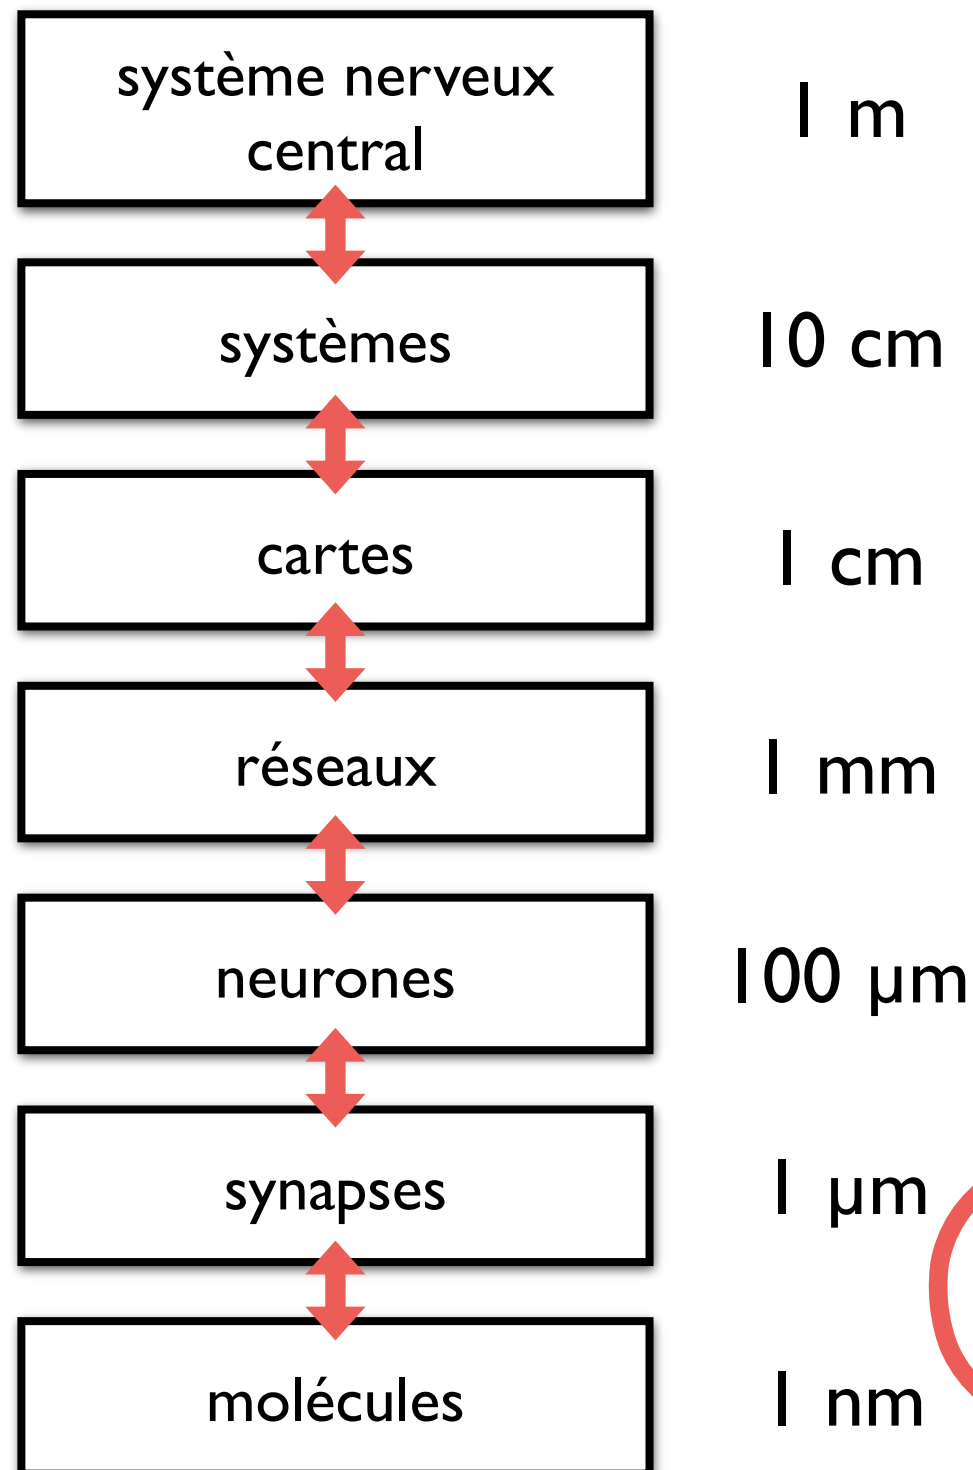 système nerveux
central
1 m
systèmes
10 cm
cartes
1 cm
réseaux
1 mm
neurones
100 µm
synapses
1 µm
molécules
1 nm